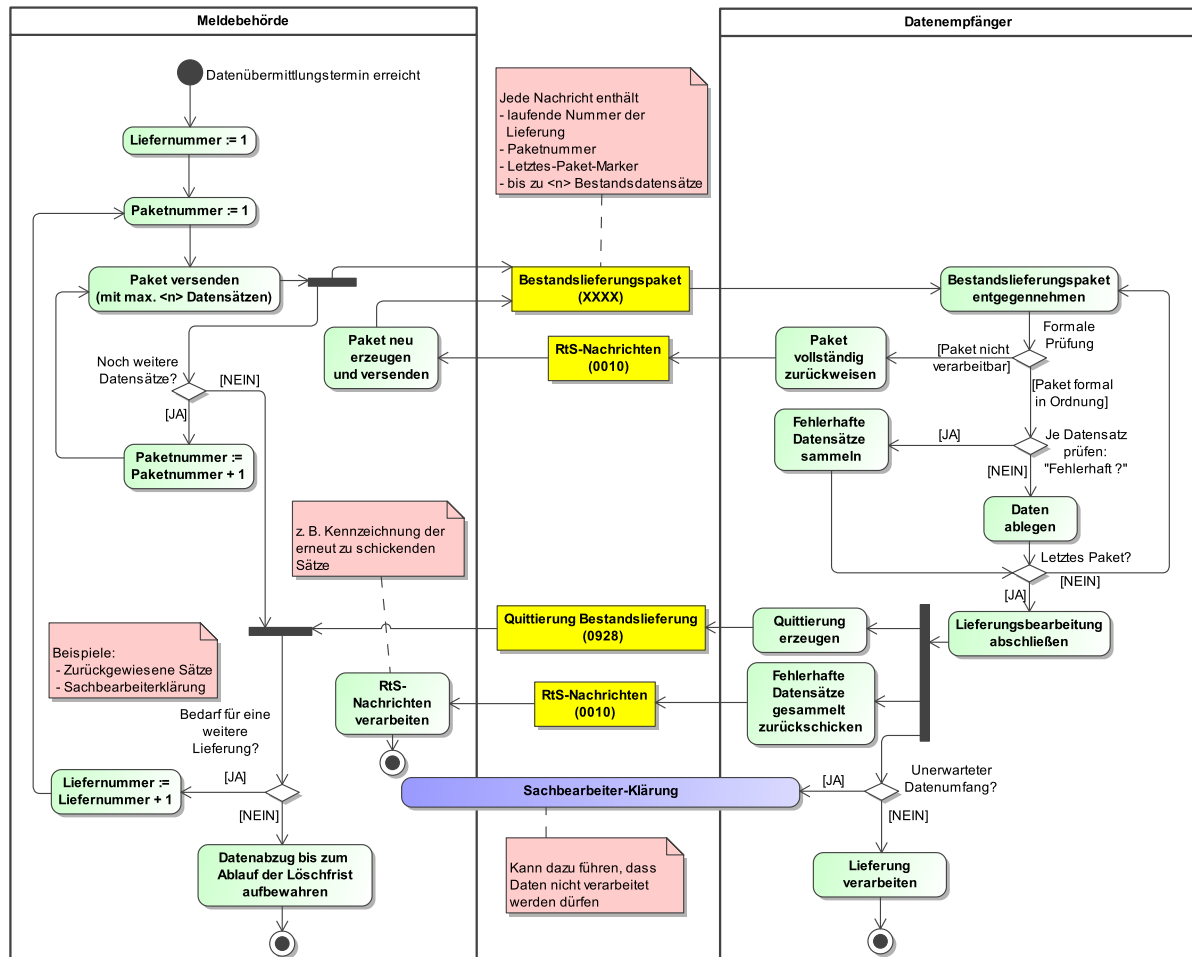 Meldebehörde
Datenempfänger
Datenübermittlungstermin erreicht
Liefernummer := 1
Paketnummer := 1
Paket versenden
(mit max. <n> Datensätzen)
Noch weitere
Datensätze?
[NEIN]
[JA]
Paketnummer :=
Paketnummer + 1
Jede Nachricht enthält
- laufende Nummer der
Lieferung
- Paketnummer
- Letztes-Paket-Marker
- bis zu <n> Bestandsdatensätze
Bestandslieferungspaket
(XXXX)
Paket neu
erzeugen
und versenden
RtS-Nachrichten
(0010)
Paket
vollständig
zurückweisen
[Paket nicht
verarbeitbar]
Bestandslieferungspaket
entgegennehmen
Formale
Prüfung
[Paket formal
in Ordnung]
Fehlerhafte
Datensätze
sammeln
[JA]
Je Datensatz
prüfen:
"Fehlerhaft ?"
[NEIN]
Daten
ablegen
Letztes Paket?
[NEIN]
[JA]
Lieferungsbearbeitung
abschließen
z. B. Kennzeichnung der
erneut zu schickenden
Sätze
Quittierung Bestandslieferung
(0928)
Quittierung
erzeugen
Beispiele:
- Zurückgewiesene Sätze
- Sachbearbeiterklärung
RtS-
Nachrichten
verarbeiten
RtS-Nachrichten
(0010)
Fehlerhafte
Datensätze
gesammelt
zurückschicken
Bedarf für eine
weitere
Lieferung?
[JA]
Liefernummer :=
Liefernummer + 1
[NEIN]
Sachbearbeiter-Klärung
[JA]
Unerwarteter
Datenumfang?
[NEIN]
Datenabzug bis zum
Ablauf der Löschfrist
aufbewahren
Kann dazu führen, dass
Daten nicht verarbeitet
werden dürfen
Lieferung
verarbeiten